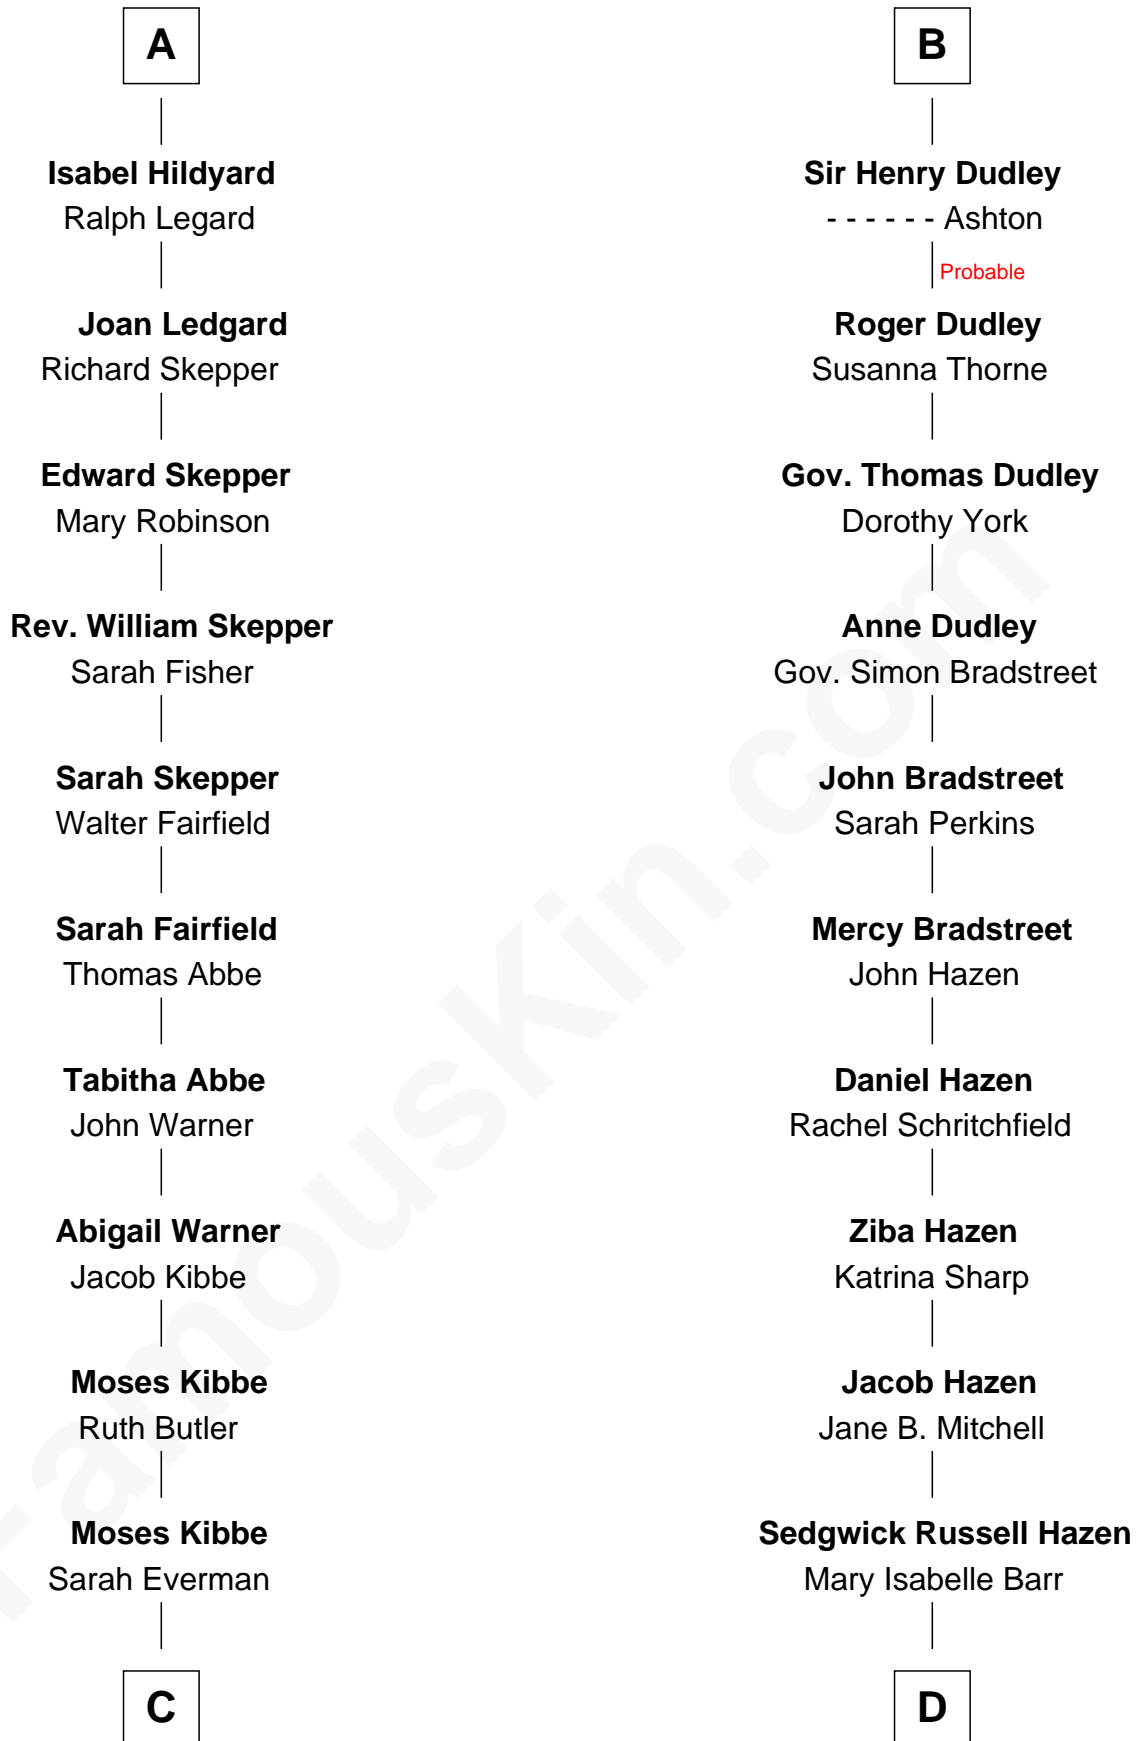 A
Isabel Hildyard
Ralph Legard
Joan Ledgard
Richard Skepper
Edward Skepper
Mary Robinson
Rev. William Skepper
Sarah Fisher
Sarah Skepper
Walter Fairfield
Sarah Fairfield
Thomas Abbe
Tabitha Abbe
John Warner
Abigail Warner
Jacob Kibbe
Moses Kibbe
Ruth Butler
Moses Kibbe
Sarah Everman
C
B
Sir Henry Dudley
- - - - - - Ashton
Probable
Roger Dudley
Susanna Thorne
Gov. Thomas Dudley
Dorothy York
Anne Dudley
Gov. Simon Bradstreet
John Bradstreet
Sarah Perkins
Mercy Bradstreet
John Hazen
Daniel Hazen
Rachel Schritchfield
Ziba Hazen
Katrina Sharp
Jacob Hazen
Jane B. Mitchell
Sedgwick Russell Hazen
Mary Isabelle Barr
D
FamousKin.com